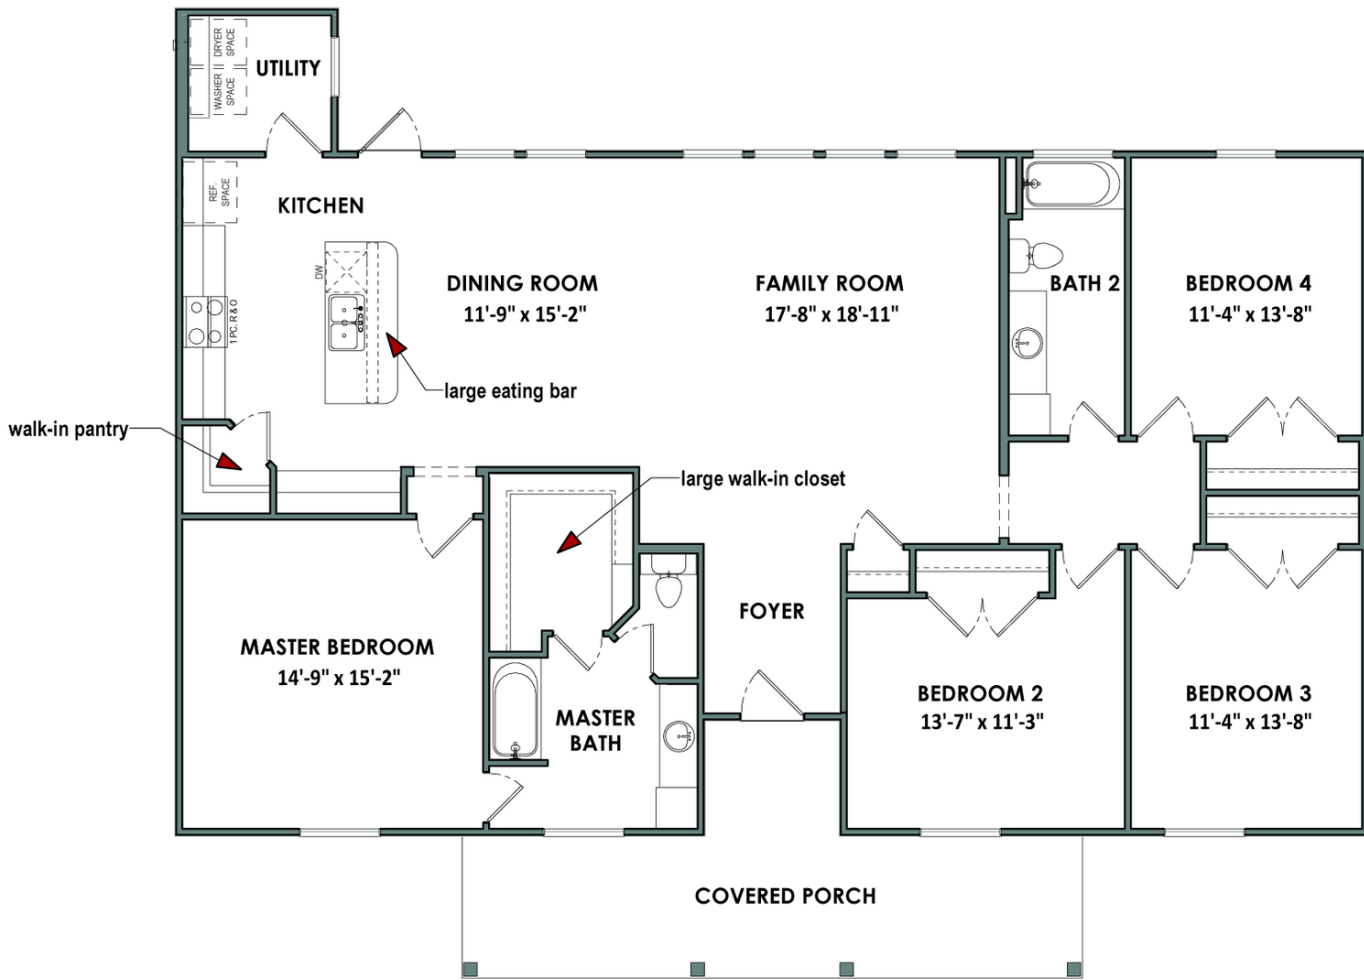 DRYER
SPACE
WASHER
SPACE
UTILITY
REF.
SPACE
KITCHEN
DW
1 PC. R & O
DINING ROOM
11'-9" x 15'-2"
FAMILY ROOM
17'-8" x 18'-11"
BATH 2
BEDROOM 4
11'-4" x 13'-8"
large eating bar
walk-in pantry
large walk-in closet
FOYER
MASTER BEDROOM
14'-9" x 15'-2"
MASTER
BATH
BEDROOM 2
13'-7" x 11'-3"
BEDROOM 3
11'-4" x 13'-8"
COVERED PORCH